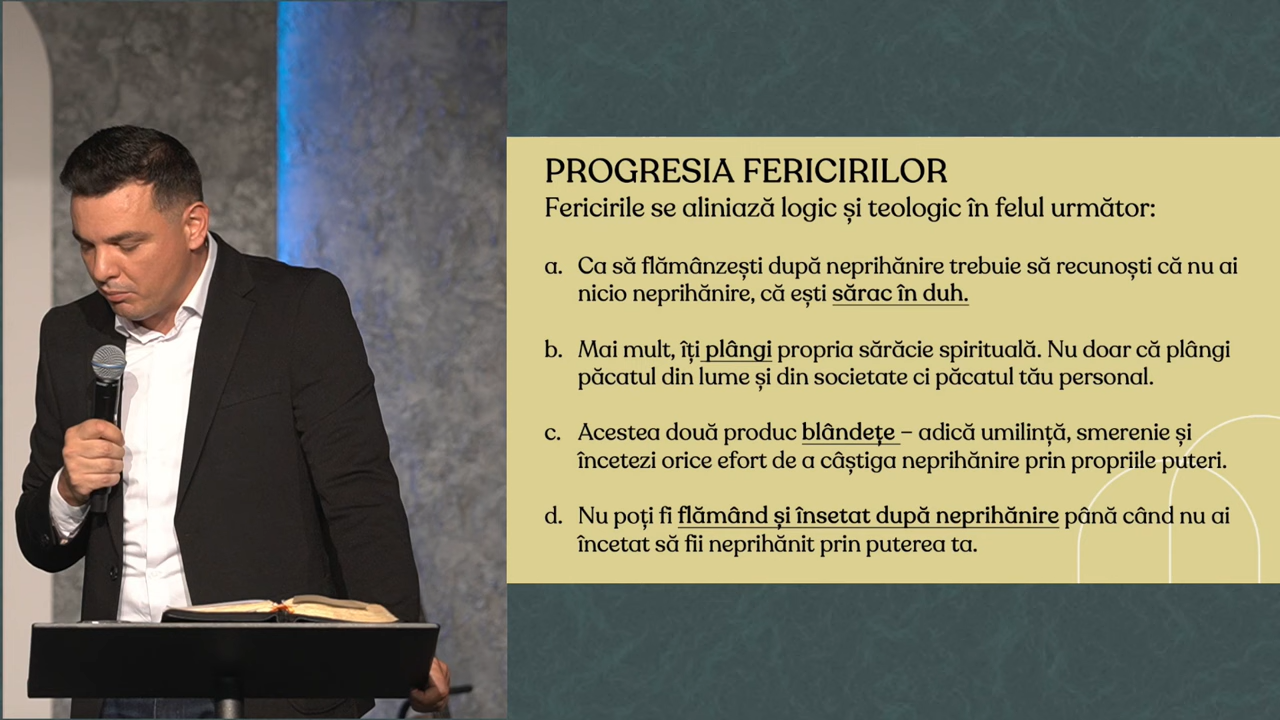 PROGRESIA FERICIRILOR
Fericirile se aliniază logic și teologic în felul următor:
a. Ca să flămânzești după neprihănire trebuie să recunoști că nu ai
nicio neprihănire, că ești sărac în duh.
b. Mai mult, îți plângi propria sărăcie spirituală. Nu doar că plângi
păcatul din lume și din societate ci păcatul tău personal.
c. Acestea două produc blândețe – adică umilință, smerenie și
încetezi orice efort de a câștiga neprihănire prin propriile puteri.
d. Nu poți fi flămând și însetat după neprihănire până când nu ai
încetat să fii neprihănit prin puterea ta.